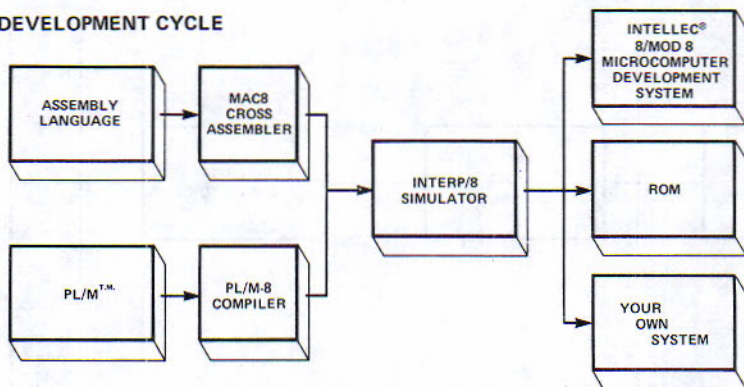 DEVELOPMENT CYCLE
ASSEMBLY
LANGUAGE
MAC8
CROSS
ASSEMBLER
PL/M T.M.
PL/M-8
COMPILER
INTERP/8
SIMULATOR
INTELLEC®
8/MOD 8
MICROCOMPUTER
DEVELOPMENT
SYSTEM
ROM
YOUR
OWN
SYSTEM